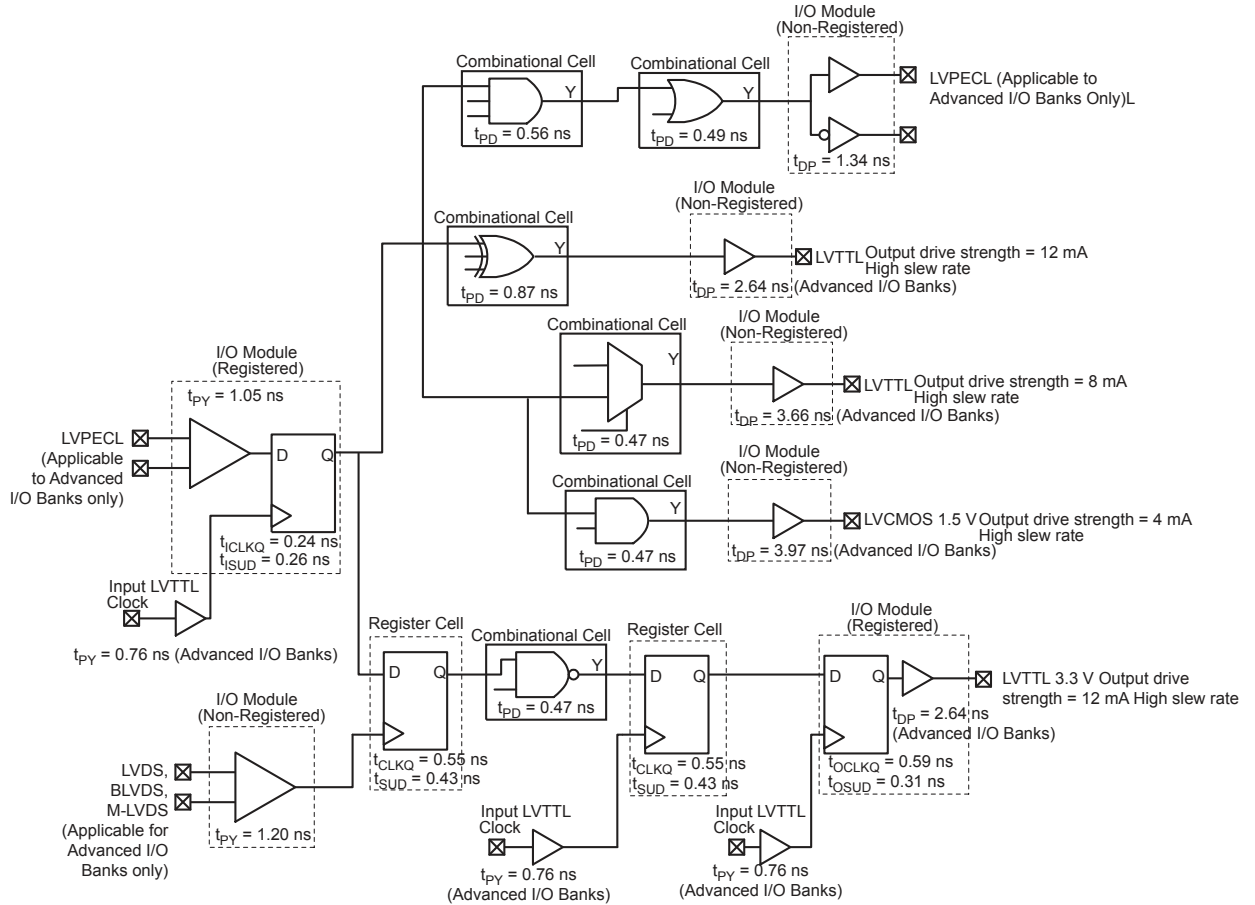 I/O Module
(Non-Registered)
Combinational Cell
Y
tPD = 0.56 ns
Combinational Cell
Y
tPD = 0.49 ns
tDP = 1.34 ns
LVPECL (Applicable to
Advanced I/O Banks Only)L
I/O Module
(Non-Registered)
Combinational Cell
Y
tPD = 0.87 ns
tDP = 2.64 ns
LVTTL Output drive strength = 12 mA
High slew rate
(Advanced I/O Banks)
Combinational Cell
Y
tPD = 0.47 ns
I/O Module
(Non-Registered)
tDP = 3.66 ns
LVTTL Output drive strength = 8 mA
High slew rate
(Advanced I/O Banks)
I/O Module
(Registered)
tPY = 1.05 ns
LVPECL
(Applicable
to Advanced
I/O Banks only)
D
Q
tICLKQ = 0.24 ns
tISUD = 0.26 ns
Input LVTTL
Clock
tPY = 0.76 ns (Advanced I/O Banks)
Combinational Cell
Y
tPD = 0.47 ns
I/O Module
(Non-Registered)
tDP = 3.97 ns
LVCMOS 1.5 V Output drive strength = 4 mA
High slew rate
(Advanced I/O Banks)
I/O Module
(Non-Registered)
LVDS,
BLVDS,
M-LVDS
(Applicable for
Advanced I/O
Banks only)
tPY = 1.20 ns
Register Cell
D
Q
tCLKQ = 0.55 ns
tSUD = 0.43 ns
Combinational Cell
Y
tPD = 0.47 ns
Register Cell
D
Q
tCLKQ = 0.55 ns
tSUD = 0.43 ns
Input LVTTL
Clock
tPY = 0.76 ns
(Advanced I/O Banks)
I/O Module
(Registered)
D
Q
tDP = 2.64 ns
(Advanced I/O Banks)
tOCLKQ = 0.59 ns
tOSUD = 0.31 ns
LVTTL 3.3 V Output drive
strength = 12 mA High slew rate
Input LVTTL
Clock
tPY = 0.76 ns
(Advanced I/O Banks)